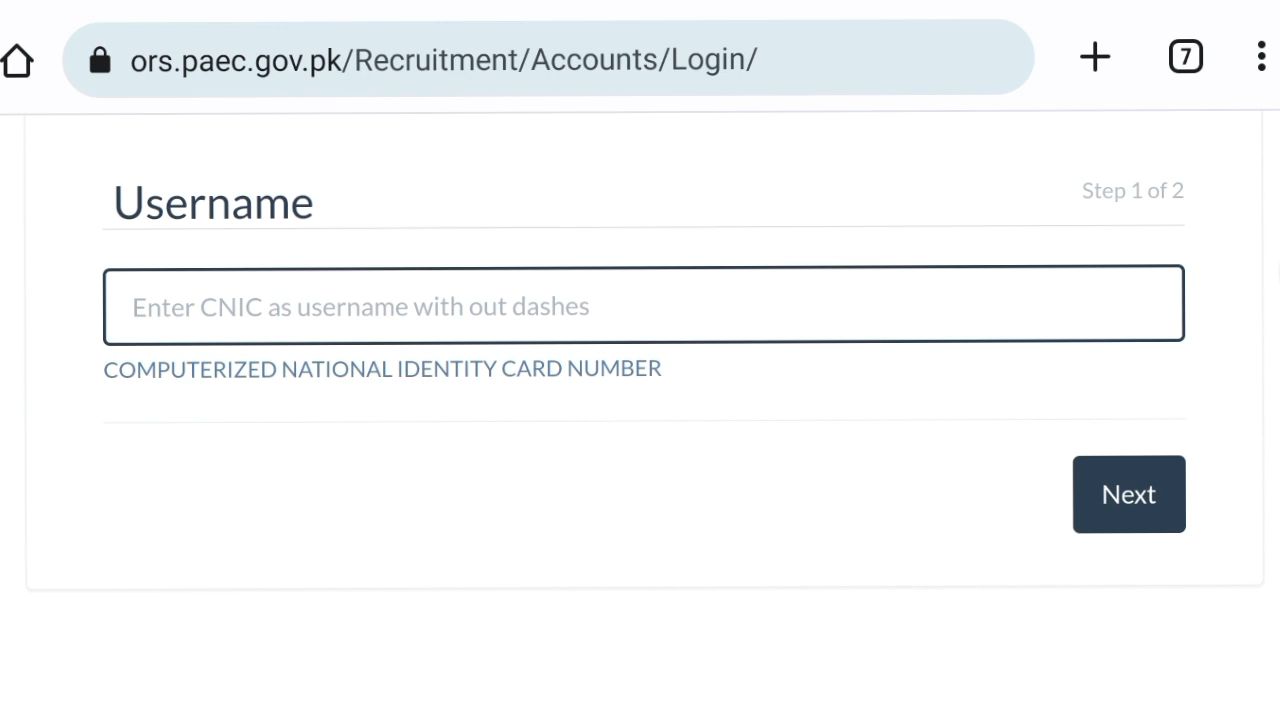 ors.paec.gov.pk/Recruitment/Accounts/Login/
7
Username
Step 1 of 2
Enter CNIC as username with out dashes
COMPUTERIZED NATIONAL IDENTITY CARD NUMBER
Next